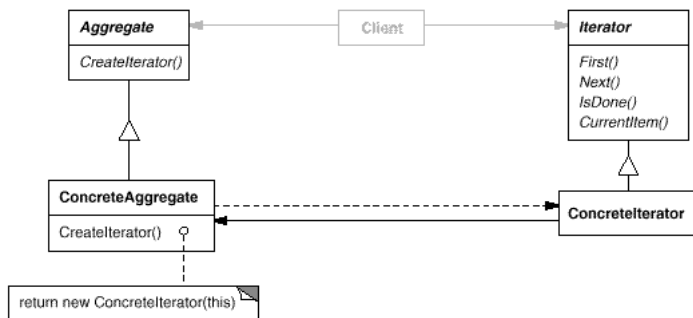 Aggregate
CreateIterator()
Client
Iterator
First()
Next()
IsDone()
CurrentItem()
ConcreteAggregate
CreateIterator()
ConcreteIterator
return new ConcreteIterator(this)